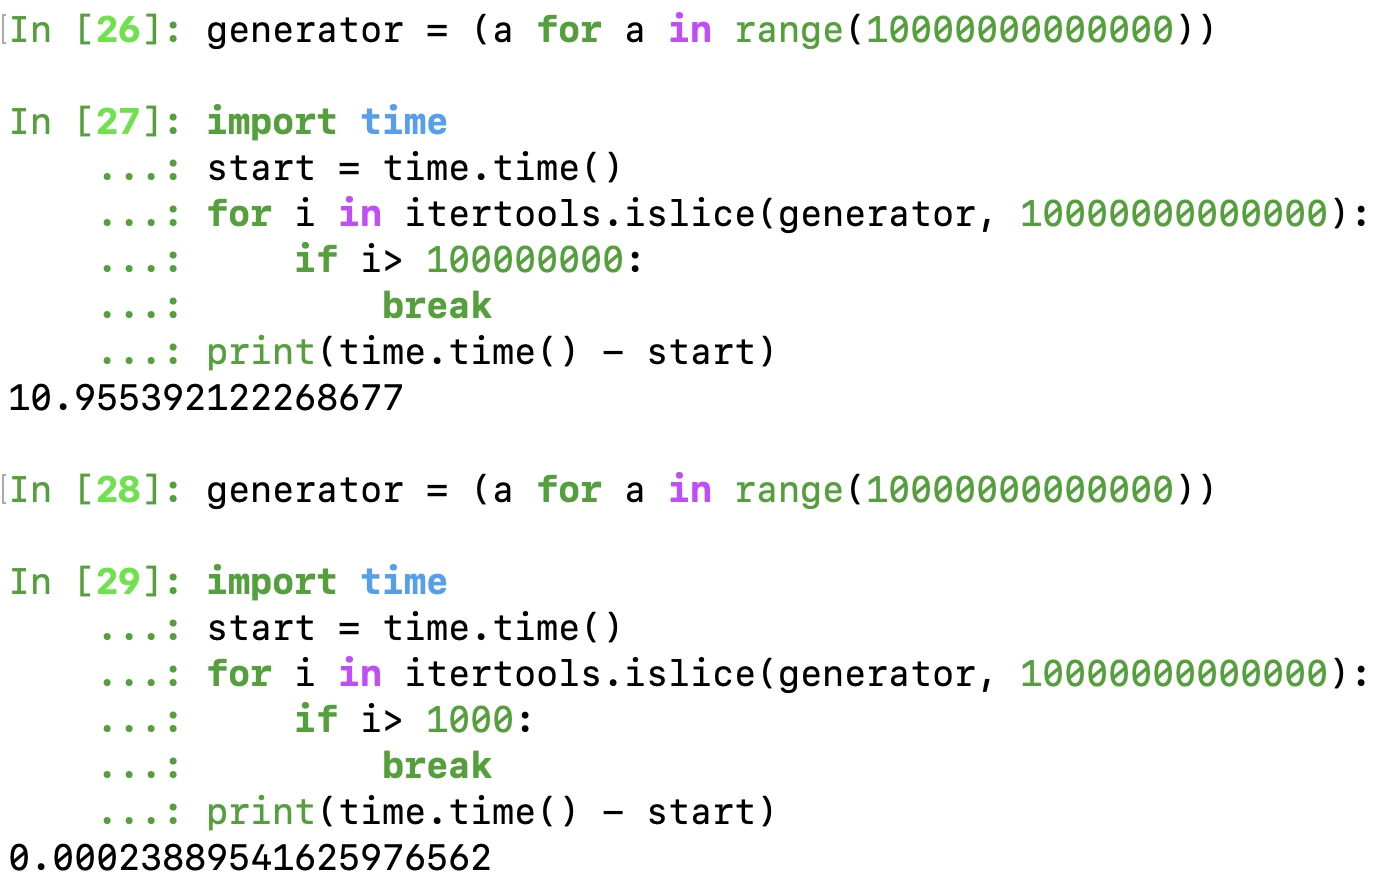 In [26]: generator = (a for a in range(10000000000000))
In [27]: import time
    ...: start = time.time()
    ...: for i in itertools.islice(generator, 10000000000000):
    ...:     if i> 100000000:
    ...:         break
    ...: print(time.time() - start)
10.955392122268677
In [28]: generator = (a for a in range(10000000000000))
In [29]: import time
    ...: start = time.time()
    ...: for i in itertools.islice(generator, 10000000000000):
    ...:     if i> 1000:
    ...:         break
    ...: print(time.time() - start)
0.00023889541625976562